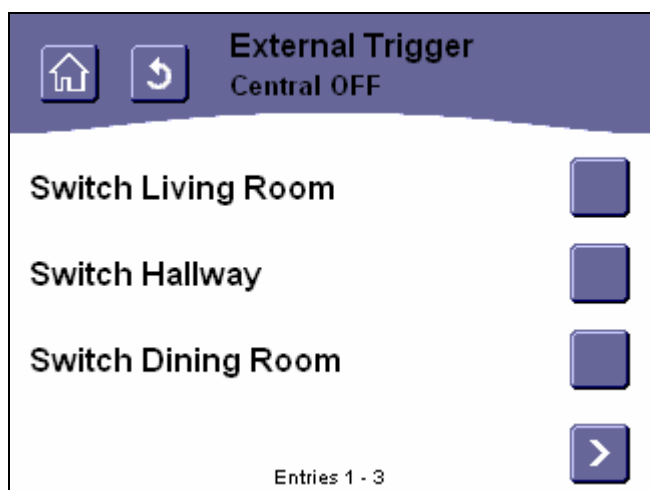 External Trigger
Central OFF
Switch Living Room
Switch Hallway
Switch Dining Room
Entries 1 - 3